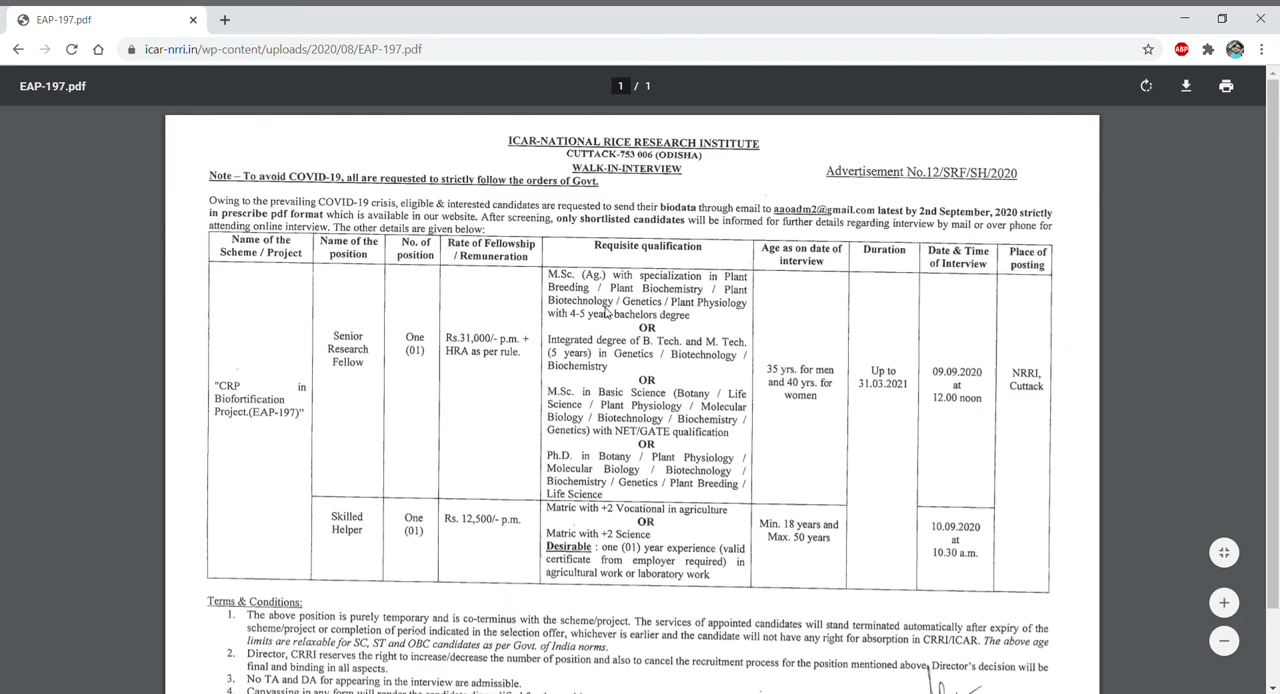 EAP-197.pdf
icar-nrri.in/wp-content/uploads/2020/08/EAP-197.pdf
ABP
EAP-197.pdf
1 / 1
ICAR-NATIONAL RICE RESEARCH INSTITUTE
CUTTACK-753 006 (ODISHA)
WALK-IN-INTERVIEW
Advertisement No.12/SRF/SH/2020
Note – To avoid COVID-19, all are requested to strictly follow the orders of Govt.
Owing to the prevailing COVID-19 crisis, eligible & interested candidates are requested to send their biodata through email to aaoadm2@gmail.com latest by 2nd September, 2020 strictly
in prescribe pdf format which is available in our website. After screening, only shortlisted candidates will be informed for further details regarding interview by mail or over phone for
attending online interview. The other details are given below:
Name of the
Scheme / Project
Name of the
position
No. of
position
Rate of Fellowship
/ Remuneration
Requisite qualification
Age as on date of
interview
Duration
Date & Time
of Interview
Place of
posting
"CRP in
Biofortification
Project.(EAP-197)"
Senior
Research
Fellow
One
(01)
Rs.31,000/- p.m. +
HRA as per rule.
M.Sc. (Ag.) with specialization in Plant
Breeding / Plant Biochemistry / Plant
Biotechnology / Genetics / Plant Physiology
with 4-5 years bachelors degree
OR
Integrated degree of B. Tech. and M. Tech.
(5 years) in Genetics / Biotechnology /
Biochemistry
OR
M.Sc. in Basic Science (Botany / Life
Science / Plant Physiology / Molecular
Biology / Biotechnology / Biochemistry /
Genetics) with NET/GATE qualification
OR
Ph.D. in Botany / Plant Physiology /
Molecular Biology / Biotechnology /
Biochemistry / Genetics / Plant Breeding /
Life Science
35 yrs. for men
and 40 yrs. for
women
Up to
31.03.2021
09.09.2020
at
12.00 noon
NRRI,
Cuttack
Skilled
Helper
One
(01)
Rs. 12,500/- p.m.
Matric with +2 Vocational in agriculture
OR
Matric with +2 Science
Desirable : one (01) year experience (valid
certificate from employer required) in
agricultural work or laboratory work
Min. 18 years and
Max. 50 years
10.09.2020
at
10.30 a.m.
Terms & Conditions:
1. The above position is purely temporary and is co-terminus with the scheme/project. The services of appointed candidates will stand terminated automatically after expiry of the
scheme/project or completion of period indicated in the selection offer, whichever is earlier and the candidate will not have any right for absorption in CRRI/ICAR. The above age
limits are relaxable for SC, ST and OBC candidates as per Govt. of India norms.
2. Director, CRRI reserves the right to increase/decrease the number of position and also to cancel the recruitment process for the position mentioned above. Director's decision will be
final and binding in all aspects.
3. No TA and DA for appearing in the interview are admissible.
4. Canvassing in any form will render the candidate